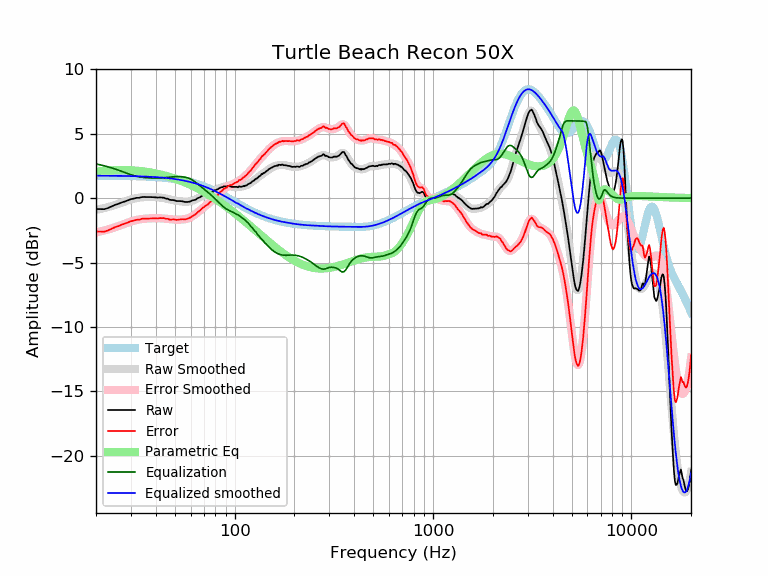 Turtle Beach Recon 50X
Amplitude (dBr)
10
5
0
−5
−10
−15
−20
Target
Raw Smoothed
Error Smoothed
Raw
Error
Parametric Eq
Equalization
Equalized smoothed
100
1000
10000
Frequency (Hz)